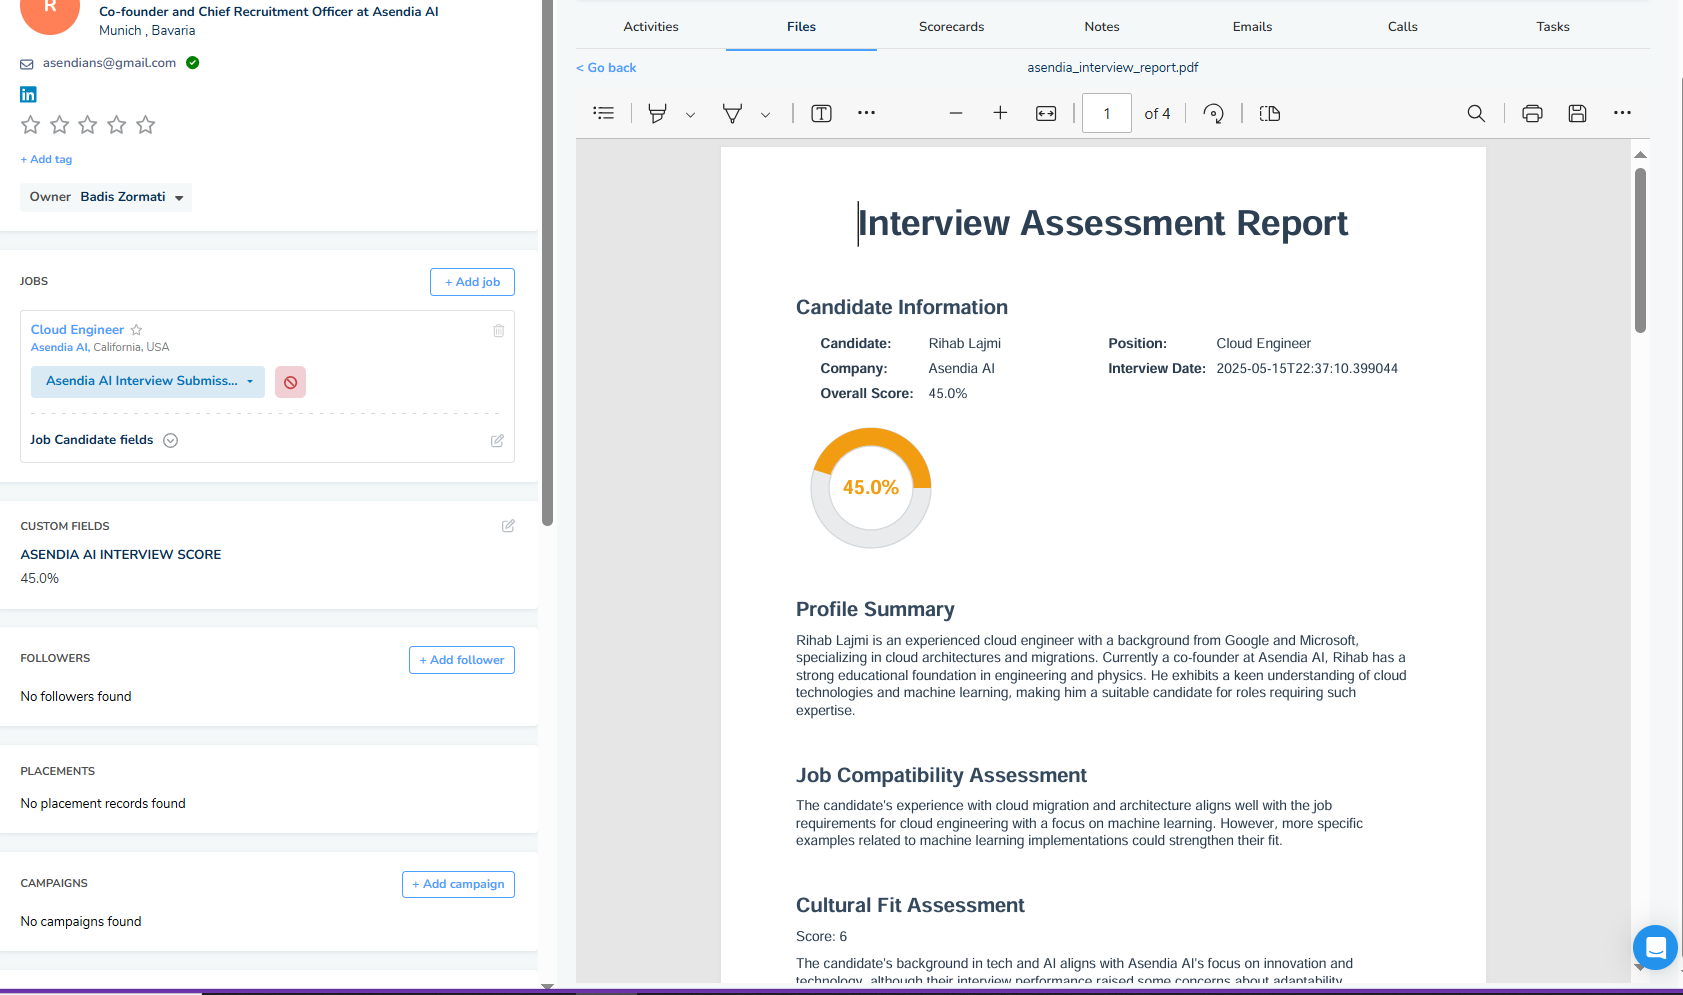 R
Co-founder and Chief Recruitment Officer at Asendia AI
Munich , Bavaria
asendians@gmail.com
in
+ Add tag
Owner Badis Zormati
JOBS
+ Add job
Cloud Engineer
Asendia AI, California, USA
Asendia AI Interview Submiss...
Job Candidate fields
CUSTOM FIELDS
ASENDIA AI INTERVIEW SCORE
45.0%
FOLLOWERS
+ Add follower
No followers found
PLACEMENTS
No placement records found
CAMPAIGNS
+ Add campaign
No campaigns found
Activities
Files
Scorecards
Notes
Emails
Calls
Tasks
< Go back
asendia_interview_report.pdf
1 of 4
Interview Assessment Report
Candidate Information
Candidate: Rihab Lajmi
Position: Cloud Engineer
Company: Asendia AI
Interview Date: 2025-05-15T22:37:10.399044
Overall Score: 45.0%
45.0%
Profile Summary
Rihab Lajmi is an experienced cloud engineer with a background from Google and Microsoft,
specializing in cloud architectures and migrations. Currently a co-founder at Asendia AI, Rihab has a
strong educational foundation in engineering and physics. He exhibits a keen understanding of cloud
technologies and machine learning, making him a suitable candidate for roles requiring such
expertise.
Job Compatibility Assessment
The candidate's experience with cloud migration and architecture aligns well with the job
requirements for cloud engineering with a focus on machine learning. However, more specific
examples related to machine learning implementations could strengthen their fit.
Cultural Fit Assessment
Score: 6
The candidate's background in tech and AI aligns with Asendia AI's focus on innovation and
technology, although their interview performance raised some concerns about adaptability